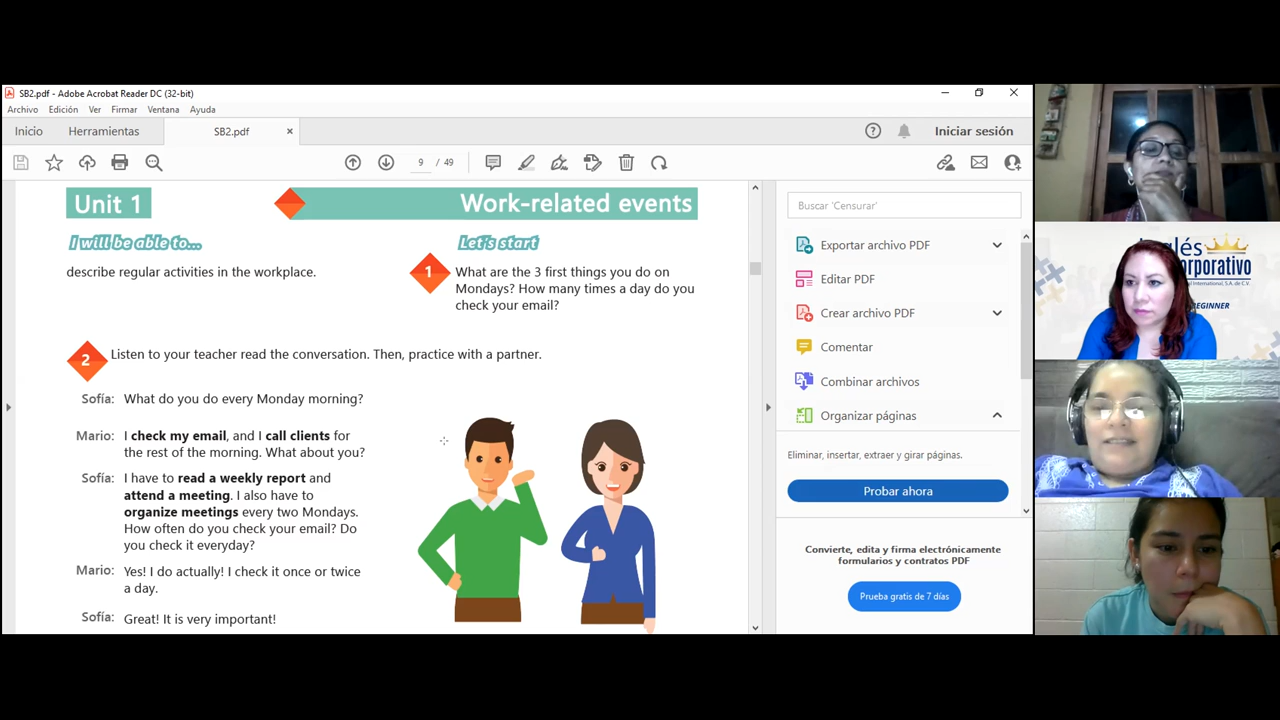 SB2.pdf - Adobe Acrobat Reader DC (32-bit)
Archivo Edición Ver Firmar Ventana Ayuda
Inicio Herramientas SB2.pdf × Iniciar sesión
9 / 49
Unit 1
Work-related events
I will be able to...
describe regular activities in the workplace.
Let's start
1 What are the 3 first things you do on
Mondays? How many times a day do you
check your email?
2 Listen to your teacher read the conversation. Then, practice with a partner.
Sofía: What do you do every Monday morning?
Mario: I check my email, and I call clients for
the rest of the morning. What about you?
Sofía: I have to read a weekly report and
attend a meeting. I also have to
organize meetings every two Mondays.
How often do you check your email? Do
you check it everyday?
Mario: Yes! I do actually! I check it once or twice
a day.
Sofía: Great! It is very important!
Buscar 'Censurar'
Exportar archivo PDF
Editar PDF
Crear archivo PDF
Comentar
Combinar archivos
Organizar páginas
Eliminar, insertar, extraer y girar páginas.
Probar ahora
Convierte, edita y firma electrónicamente
formularios y contratos PDF
Prueba gratis de 7 días
International, S.A. de C.V.